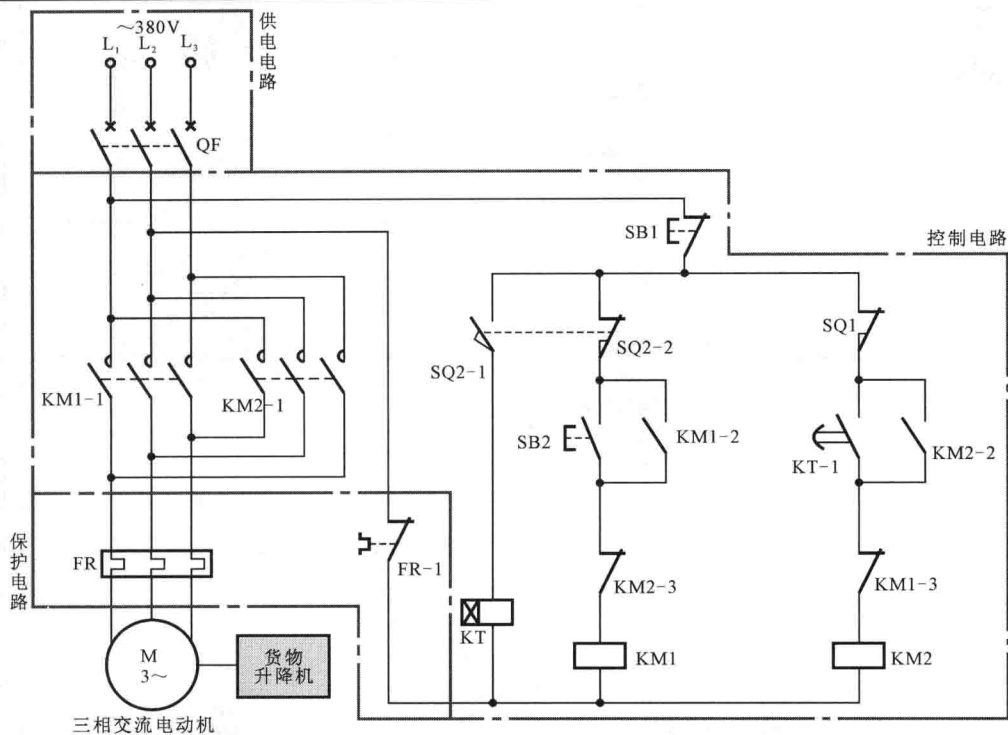 ~380V
L₁ L₂ L₃
供电电路
QF
SB1
控制电路
SQ2-1
SQ2-2
SQ1
KM1-1
KM2-1
SB2
KM1-2
KT-1
KM2-2
保护电路
FR
FR-1
KM2-3
KM1-3
KT
KM1
KM2
M
3~
货物
升降机
三相交流电动机